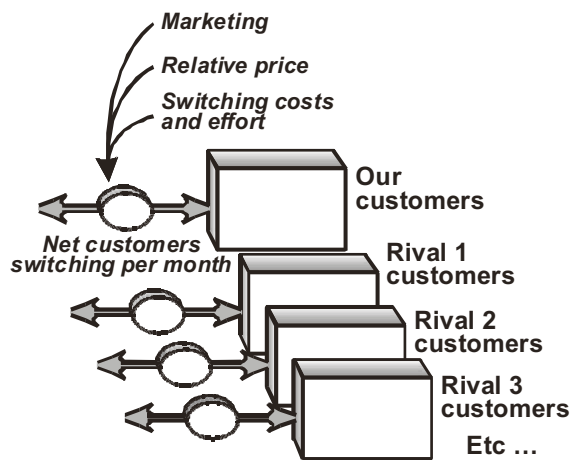 Marketing
Relative price
Switching costs
and effort
Our
customers
Net customers
switching per month
Rival 1
customers
Rival 2
customers
Rival 3
customers
Etc ...